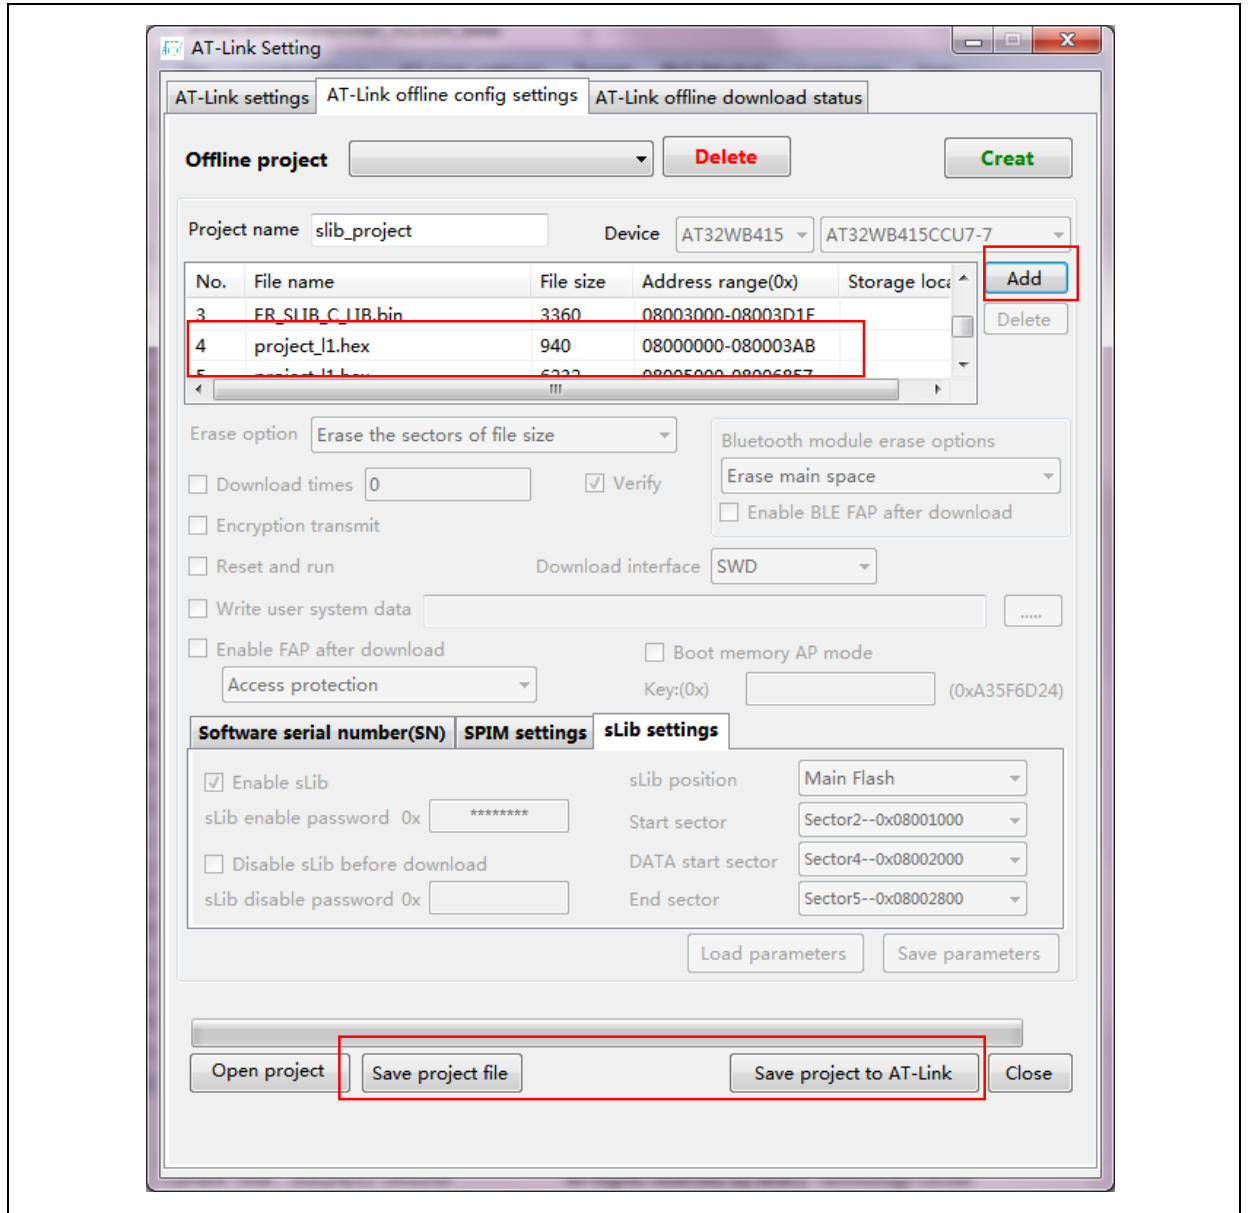 AT-Link Setting
AT-Link settings AT-Link offline config settings AT-Link offline download status
Offline project Delete Creat
Project name slib_project Device AT32WB415 AT32WB415CCU7-7
No. File name File size Address range(0x) Storage loca Add
3 ER_SLIB_C_LIB.bin 3360 08003000-08003D1F
Delete
4 project_l1.hex 940 08000000-080003AB
5 project_l1.hex 6232 08005000-08006857
Erase option Erase the sectors of file size
Bluetooth module erase options
Download times 0 Verify Erase main space
Encryption transmit Enable BLE FAP after download
Reset and run Download interface SWD
Write user system data .....
Enable FAP after download Boot memory AP mode
Access protection Key:(0x) (0xA35F6D24)
Software serial number(SN) SPIM settings sLib settings
Enable sLib sLib position Main Flash
sLib enable password 0x ******** Start sector Sector2--0x08001000
Disable sLib before download DATA start sector Sector4--0x08002000
sLib disable password 0x End sector Sector5--0x08002800
Load parameters Save parameters
Open project Save project file Save project to AT-Link Close